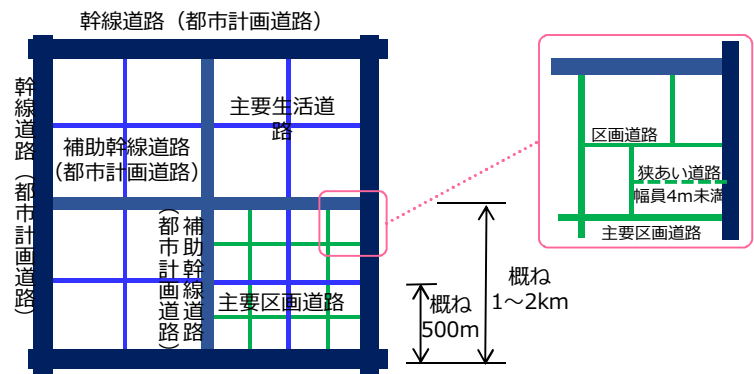 幹線道路（都市計画道路）
幹線道路（都市計画道路）
主要生活道
路
補助幹線道路
（都市計画道路）
補助幹線道路
（都市計画道路）
主要区画道路
概ね
500m
概ね
1～2km
区画道路
狭あい道路
幅員4m未満
主要区画道路